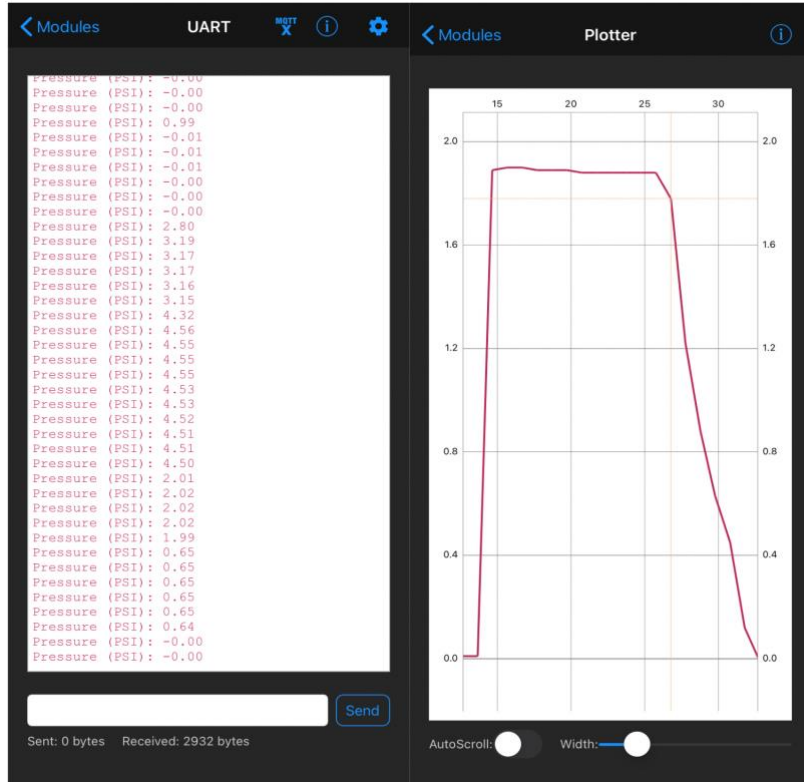 Modules UART MQTT X i
Pressure (PSI): -0.00
Pressure (PSI): -0.00
Pressure (PSI): -0.00
Pressure (PSI): 0.99
Pressure (PSI): -0.01
Pressure (PSI): -0.01
Pressure (PSI): -0.01
Pressure (PSI): -0.00
Pressure (PSI): -0.00
Pressure (PSI): -0.00
Pressure (PSI): 2.80
Pressure (PSI): 3.19
Pressure (PSI): 3.17
Pressure (PSI): 3.17
Pressure (PSI): 3.16
Pressure (PSI): 3.15
Pressure (PSI): 4.32
Pressure (PSI): 4.56
Pressure (PSI): 4.55
Pressure (PSI): 4.55
Pressure (PSI): 4.55
Pressure (PSI): 4.53
Pressure (PSI): 4.53
Pressure (PSI): 4.52
Pressure (PSI): 4.51
Pressure (PSI): 4.51
Pressure (PSI): 4.50
Pressure (PSI): 2.01
Pressure (PSI): 2.02
Pressure (PSI): 2.02
Pressure (PSI): 2.02
Pressure (PSI): 1.99
Pressure (PSI): 0.65
Pressure (PSI): 0.65
Pressure (PSI): 0.65
Pressure (PSI): 0.65
Pressure (PSI): 0.65
Pressure (PSI): 0.64
Pressure (PSI): -0.00
Pressure (PSI): -0.00
Send
Sent: 0 bytes Received: 2932 bytes
Modules Plotter i
15 20 25 30
2.0 2.0
1.6 1.6
1.2 1.2
0.8 0.8
0.4 0.4
0.0 0.0
AutoScroll: Width: